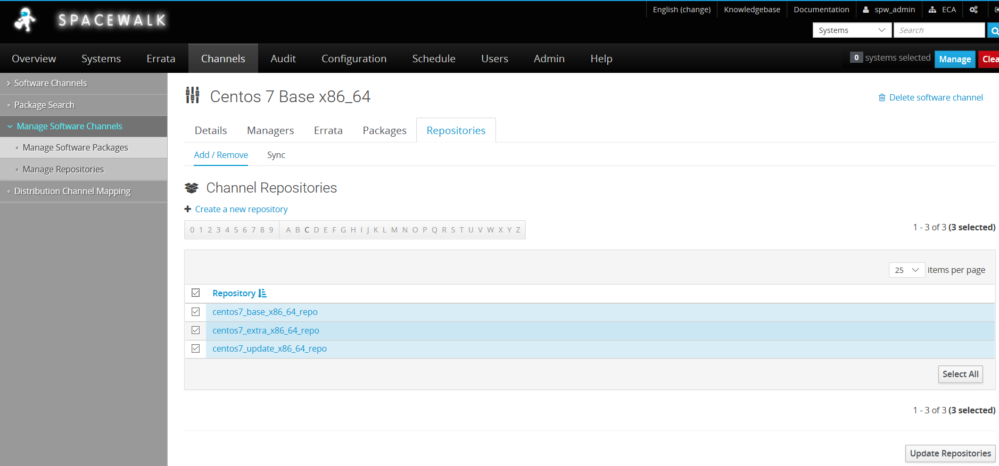 English (change) Knowledgebase Documentation spw_admin ECA
SPACEWALK
Systems Search
Overview Systems Errata Channels Audit Configuration Schedule Users Admin Help 0 systems selected Manage Clea
Software Channels
Package Search
Manage Software Channels
Manage Software Packages
Manage Repositories
Distribution Channel Mapping
Centos 7 Base x86_64
Delete software channel
Details Managers Errata Packages Repositories
Add / Remove Sync
Channel Repositories
Create a new repository
0 1 2 3 4 5 6 7 8 9 A B C D E F G H I J K L M N O P Q R S T U V W X Y Z
1 - 3 of 3 (3 selected)
25 items per page
Repository
centos7_base_x86_64_repo
centos7_extra_x86_64_repo
centos7_update_x86_64_repo
Select All
1 - 3 of 3 (3 selected)
Update Repositories